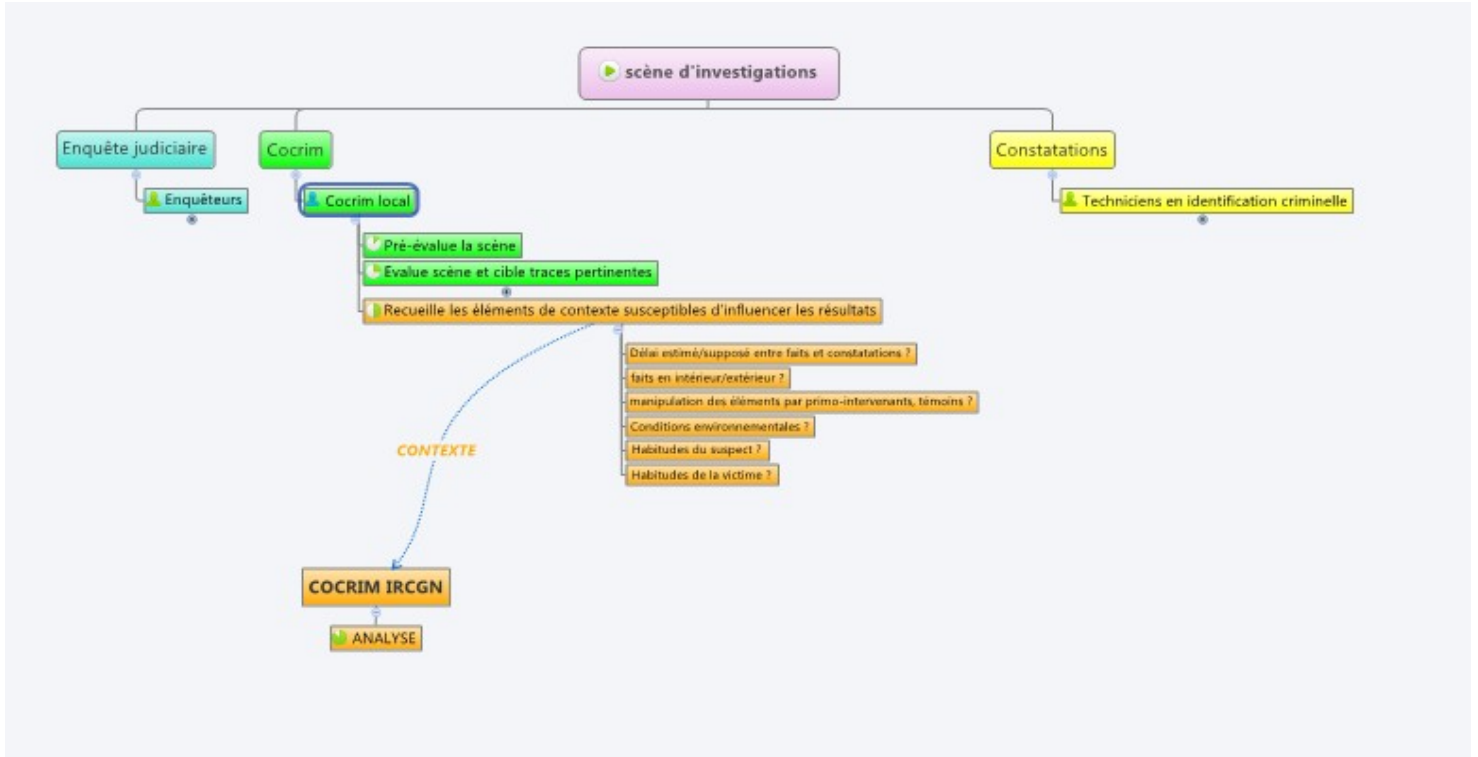 scène d'investigations
Enquête judiciaire
Cocrim
Constatations
Enquêteurs
Cocrim local
Techniciens en identification criminelle
Pré-évalue la scène
Evalue scène et cible traces pertinentes
Recueille les éléments de contexte susceptibles d'influencer les résultats
Délai estimé/supposé entre faits et constatations ?
faits en intérieur/extérieur ?
manipulation des éléments par primo-intervenants, témoins ?
Conditions environnementales ?
Habitudes du suspect ?
Habitudes de la victime ?
CONTEXTE
COCRIM IRCGN
ANALYSE